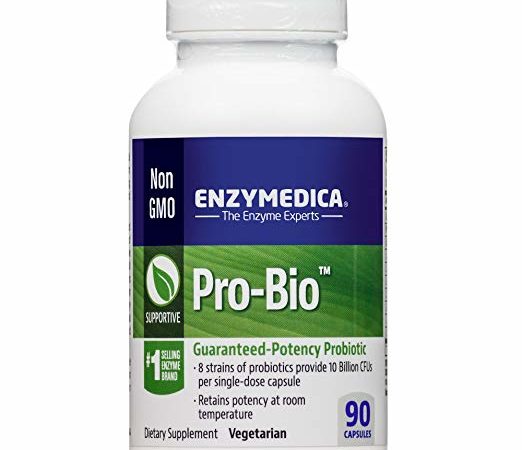 Non
GMO
ENZYMEDICA®
The Enzyme Experts
SUPPORTIVE
Pro-Bio™
Guaranteed-Potency Probiotic
#1 SELLING
ENZYME
BRAND
· 8 strains of probiotics provide 10 Billion CFUs
per single-dose capsule
· Retains potency at room
temperature
90
CAPSULES
Dietary Supplement Vegetarian